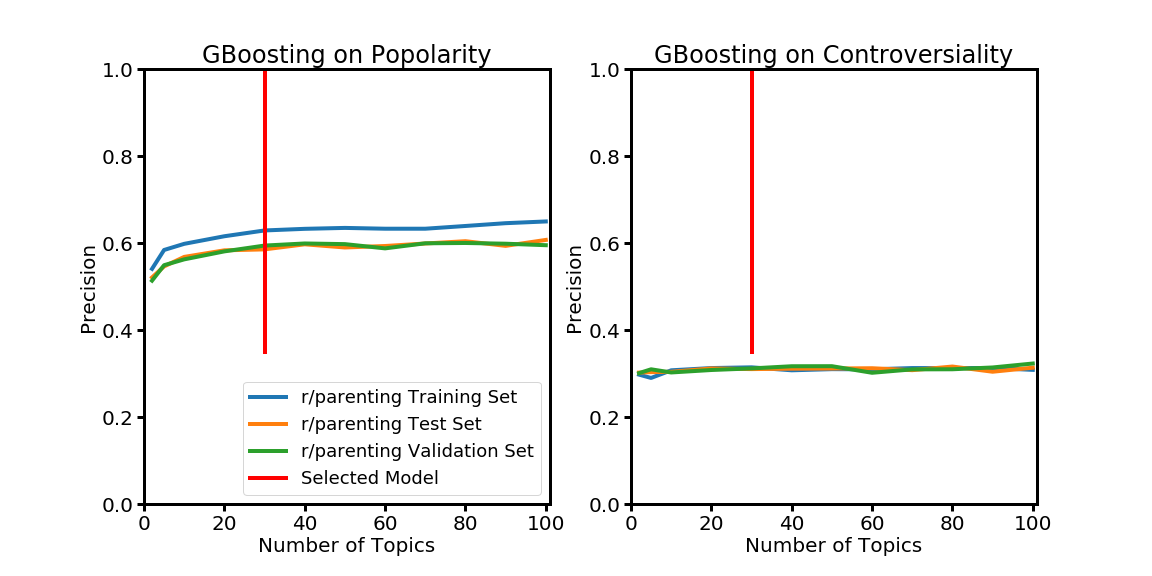 GBoosting on Popolarity
1.0
0.8
0.6
0.4
0.2
0.0
Precision
0 20 40 60 80 100
Number of Topics
r/parenting Training Set
r/parenting Test Set
r/parenting Validation Set
Selected Model
GBoosting on Controversiality
1.0
0.8
0.6
0.4
0.2
0.0
Precision
0 20 40 60 80 100
Number of Topics